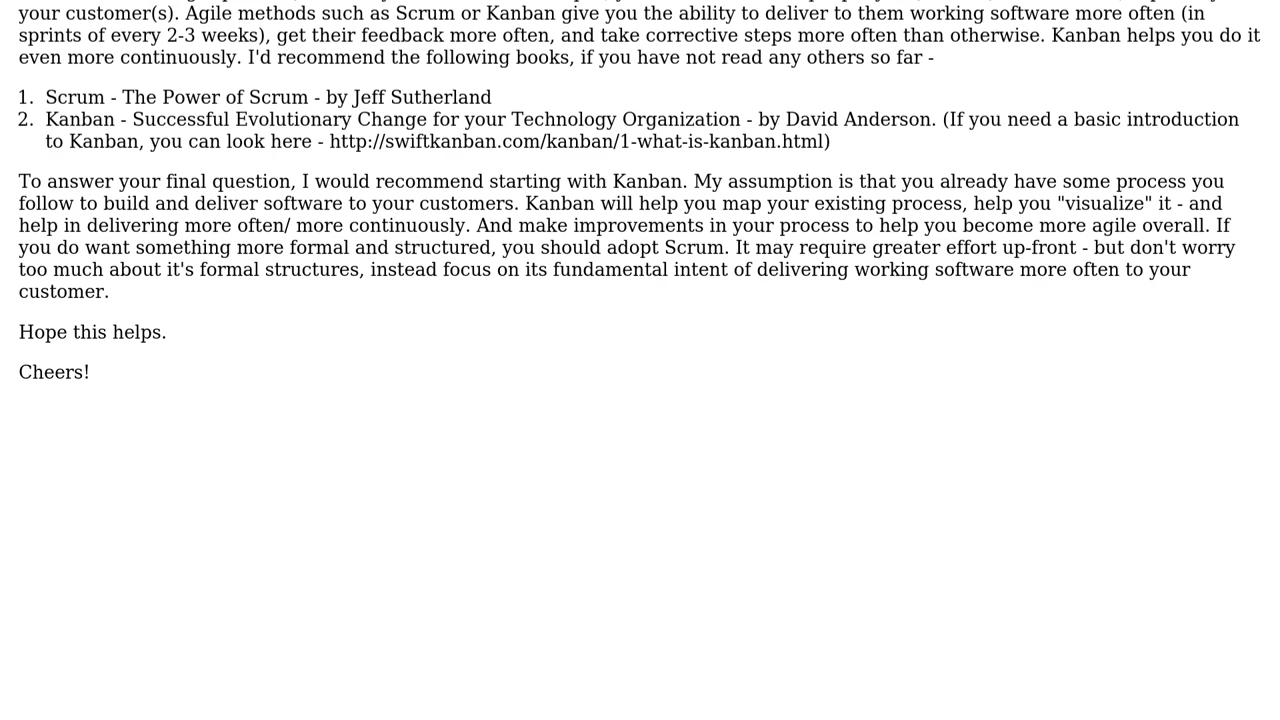 your customer(s). Agile methods such as Scrum or Kanban give you the ability to deliver to them working software more often (in
sprints of every 2-3 weeks), get their feedback more often, and take corrective steps more often than otherwise. Kanban helps you do it
even more continuously. I'd recommend the following books, if you have not read any others so far -
1. Scrum - The Power of Scrum - by Jeff Sutherland
2. Kanban - Successful Evolutionary Change for your Technology Organization - by David Anderson. (If you need a basic introduction
to Kanban, you can look here - http://swiftkanban.com/kanban/1-what-is-kanban.html)
To answer your final question, I would recommend starting with Kanban. My assumption is that you already have some process you
follow to build and deliver software to your customers. Kanban will help you map your existing process, help you "visualize" it - and
help in delivering more often/ more continuously. And make improvements in your process to help you become more agile overall. If
you do want something more formal and structured, you should adopt Scrum. It may require greater effort up-front - but don't worry
too much about it's formal structures, instead focus on its fundamental intent of delivering working software more often to your
customer.
Hope this helps.
Cheers!